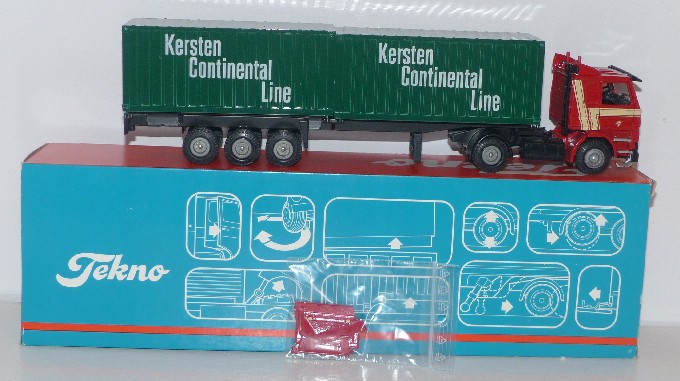 Kersten
Continental
Line
Kersten
Continental
Line
Tekno